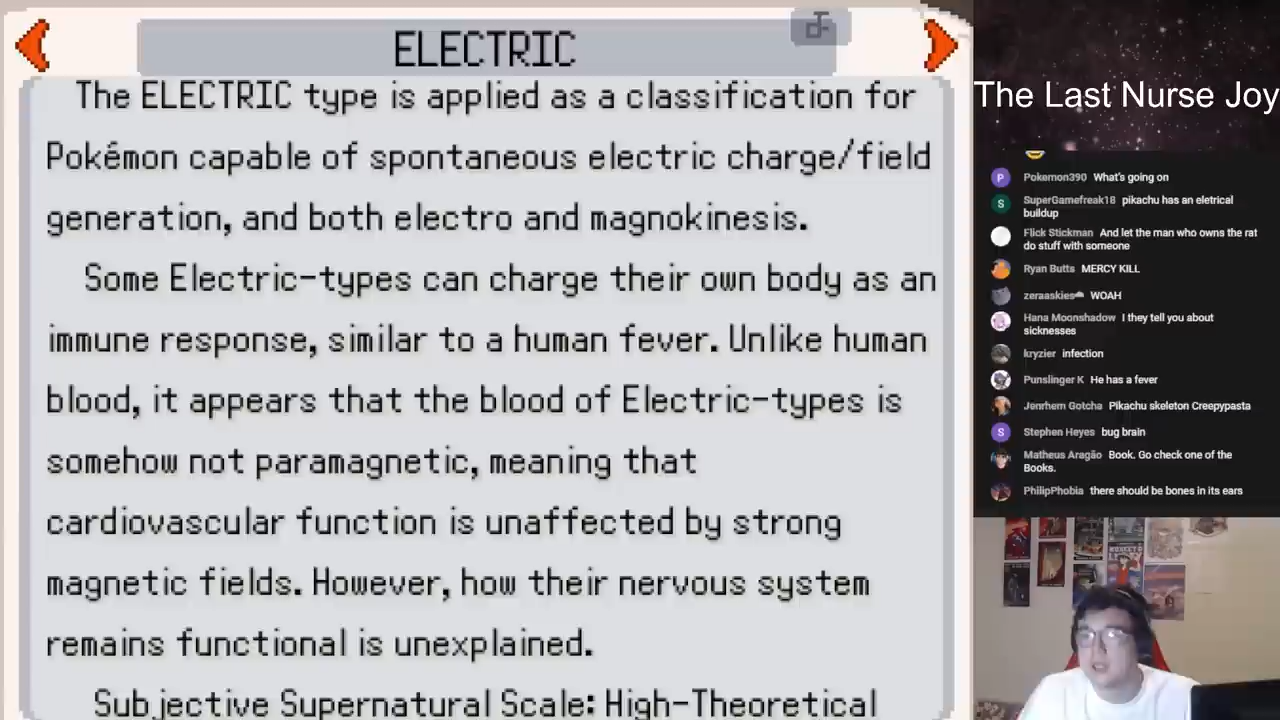 ELECTRIC
The ELECTRIC type is applied as a classification for
Pokémon capable of spontaneous electric charge/field
generation, and both electro and magnokinesis.
Some Electric-types can charge their own body as an
immune response, similar to a human fever. Unlike human
blood, it appears that the blood of Electric-types is
somehow not paramagnetic, meaning that
cardiovascular function is unaffected by strong
magnetic fields. However, how their nervous system
remains functional is unexplained.
Subjective Supernatural Scale: High-Theoretical
The Last Nurse Joy
P Pokemon390 What's going on
S SuperGamefreak18 pikachu has an eletrical
buildup
Flick Stickman And let the man who owns the rat
do stuff with someone
Ryan Butts MERCY KILL
zeraaskies WOAH
Hana Moonshadow I they tell you about
sicknesses
kryzier infection
Punslinger K He has a fever
Jenrhem Gotcha Pikachu skeleton Creepypasta
S Stephen Heyes bug brain
Matheus Aragão Book. Go check one of the
Books.
PhilipPhobia there should be bones in its ears